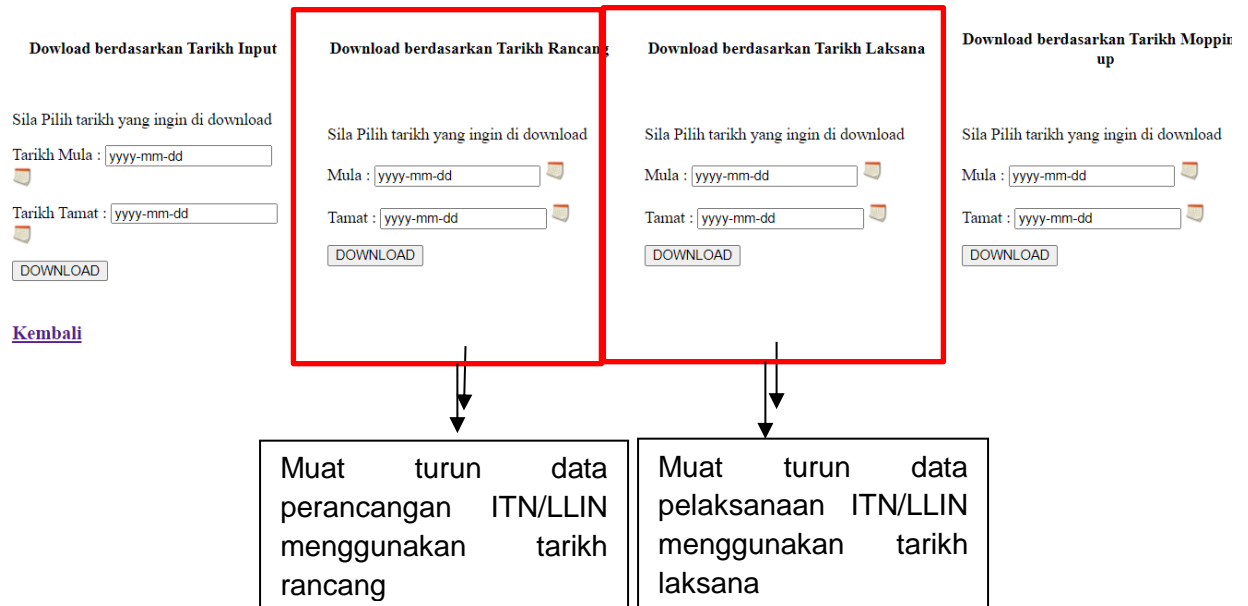 Dowload berdasarkan Tarikh Input
Sila Pilih tarikh yang ingin di download
Tarikh Mula : yyyy-mm-dd
Tarikh Tamat : yyyy-mm-dd
DOWNLOAD
Kembali
Download berdasarkan Tarikh Rancang
Sila Pilih tarikh yang ingin di download
Mula : yyyy-mm-dd
Tamat : yyyy-mm-dd
DOWNLOAD
Download berdasarkan Tarikh Laksana
Sila Pilih tarikh yang ingin di download
Mula : yyyy-mm-dd
Tamat : yyyy-mm-dd
DOWNLOAD
Download berdasarkan Tarikh Moppin
up
Sila Pilih tarikh yang ingin di download
Mula : yyyy-mm-dd
Tamat : yyyy-mm-dd
DOWNLOAD
Muat turun data
perancangan ITN/LLIN
menggunakan tarikh
rancang
Muat turun data
pelaksanaan ITN/LLIN
menggunakan tarikh
laksana